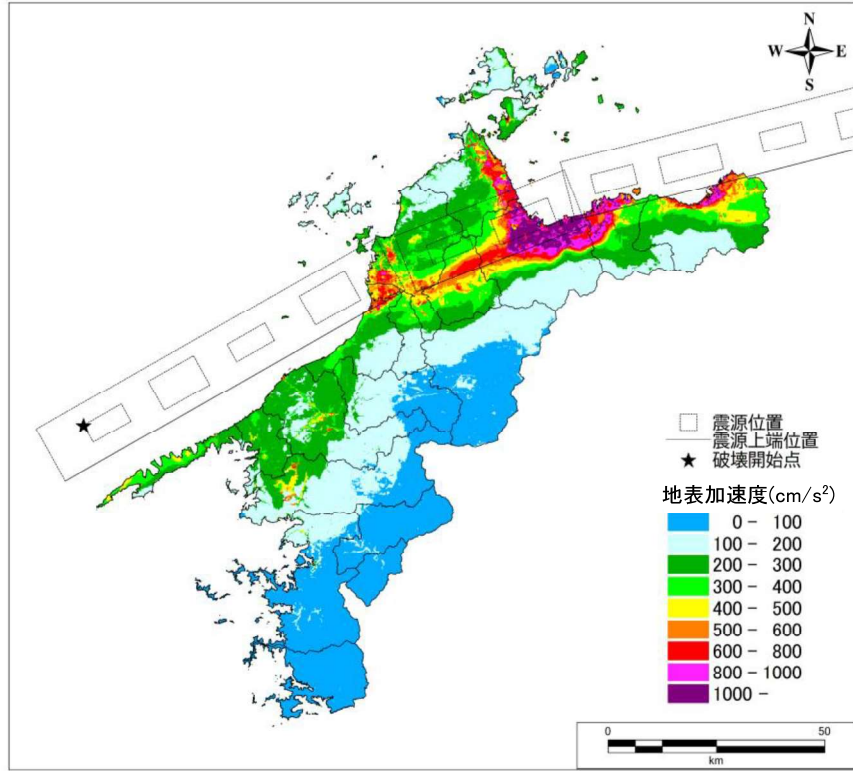 N
W E
S
震源位置
震源上端位置
★ 破壊開始点
地表加速度(cm/s²)
0 - 100
100 - 200
200 - 300
300 - 400
400 - 500
500 - 600
600 - 800
800 - 1000
1000 -
0 50
km